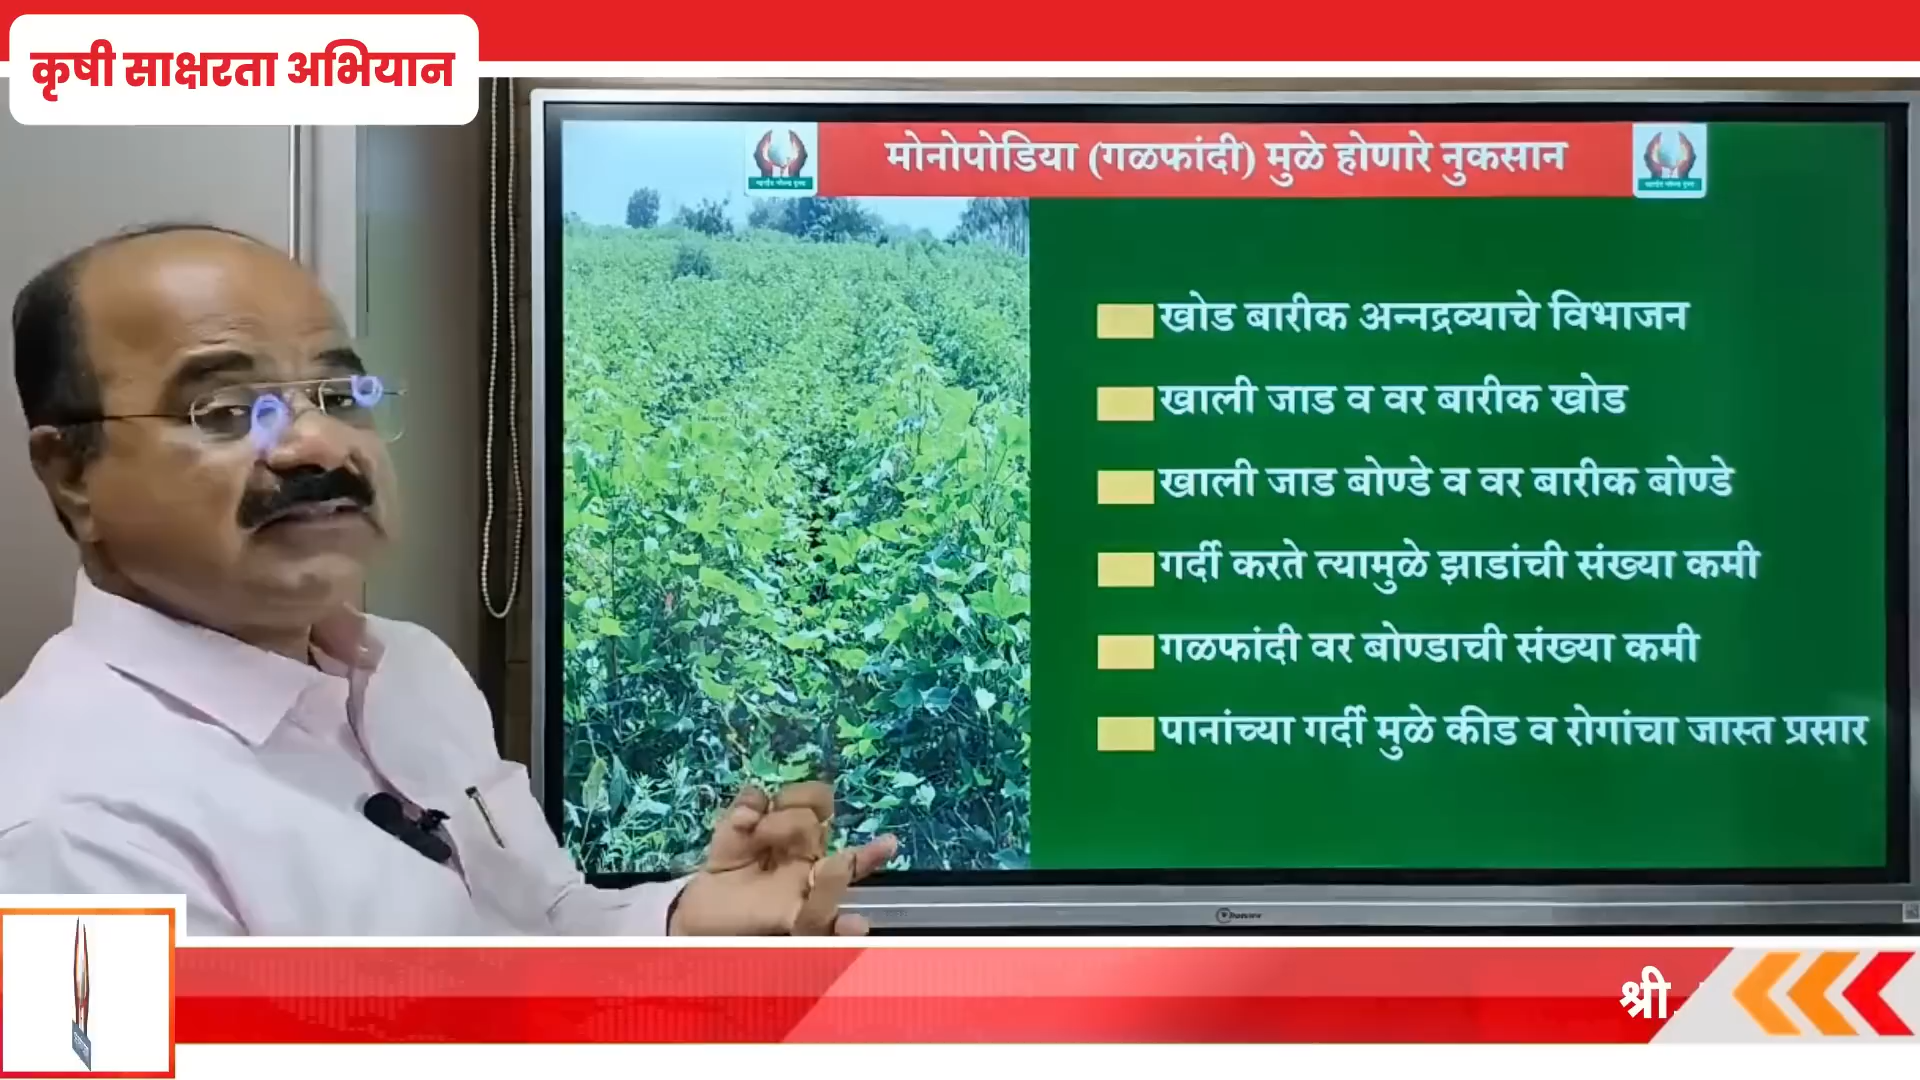 कृषी साक्षरता अभियान
मोनोपोडिया (गळफांदी) मुळे होणारे नुकसान
खोड बारीक अन्नद्रव्याचे विभाजन
खाली जाड व वर बारीक खोड
खाली जाड बोण्डे व वर बारीक बोण्डे
गर्दी करते त्यामुळे झाडांची संख्या कमी
गळफांदी वर बोण्डाची संख्या कमी
पानांच्या गर्दी मुळे कीड व रोगांचा जास्त प्रसार
श्री.